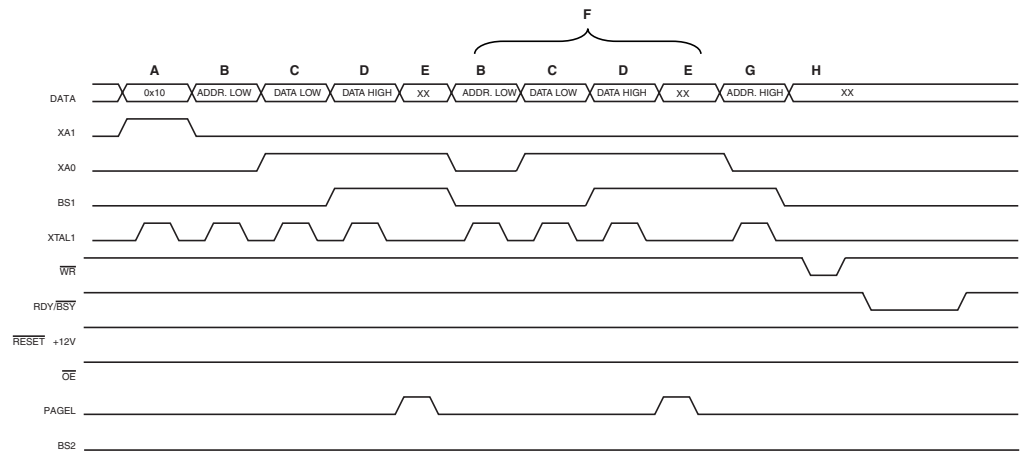 F
A B C D E B C D E G H
DATA 0x10 ADDR. LOW DATA LOW DATA HIGH XX ADDR. LOW DATA LOW DATA HIGH XX ADDR. HIGH XX
XA1
XA0
BS1
XTAL1
WR
RDY/BSY
RESET +12V
OE
PAGEL
BS2